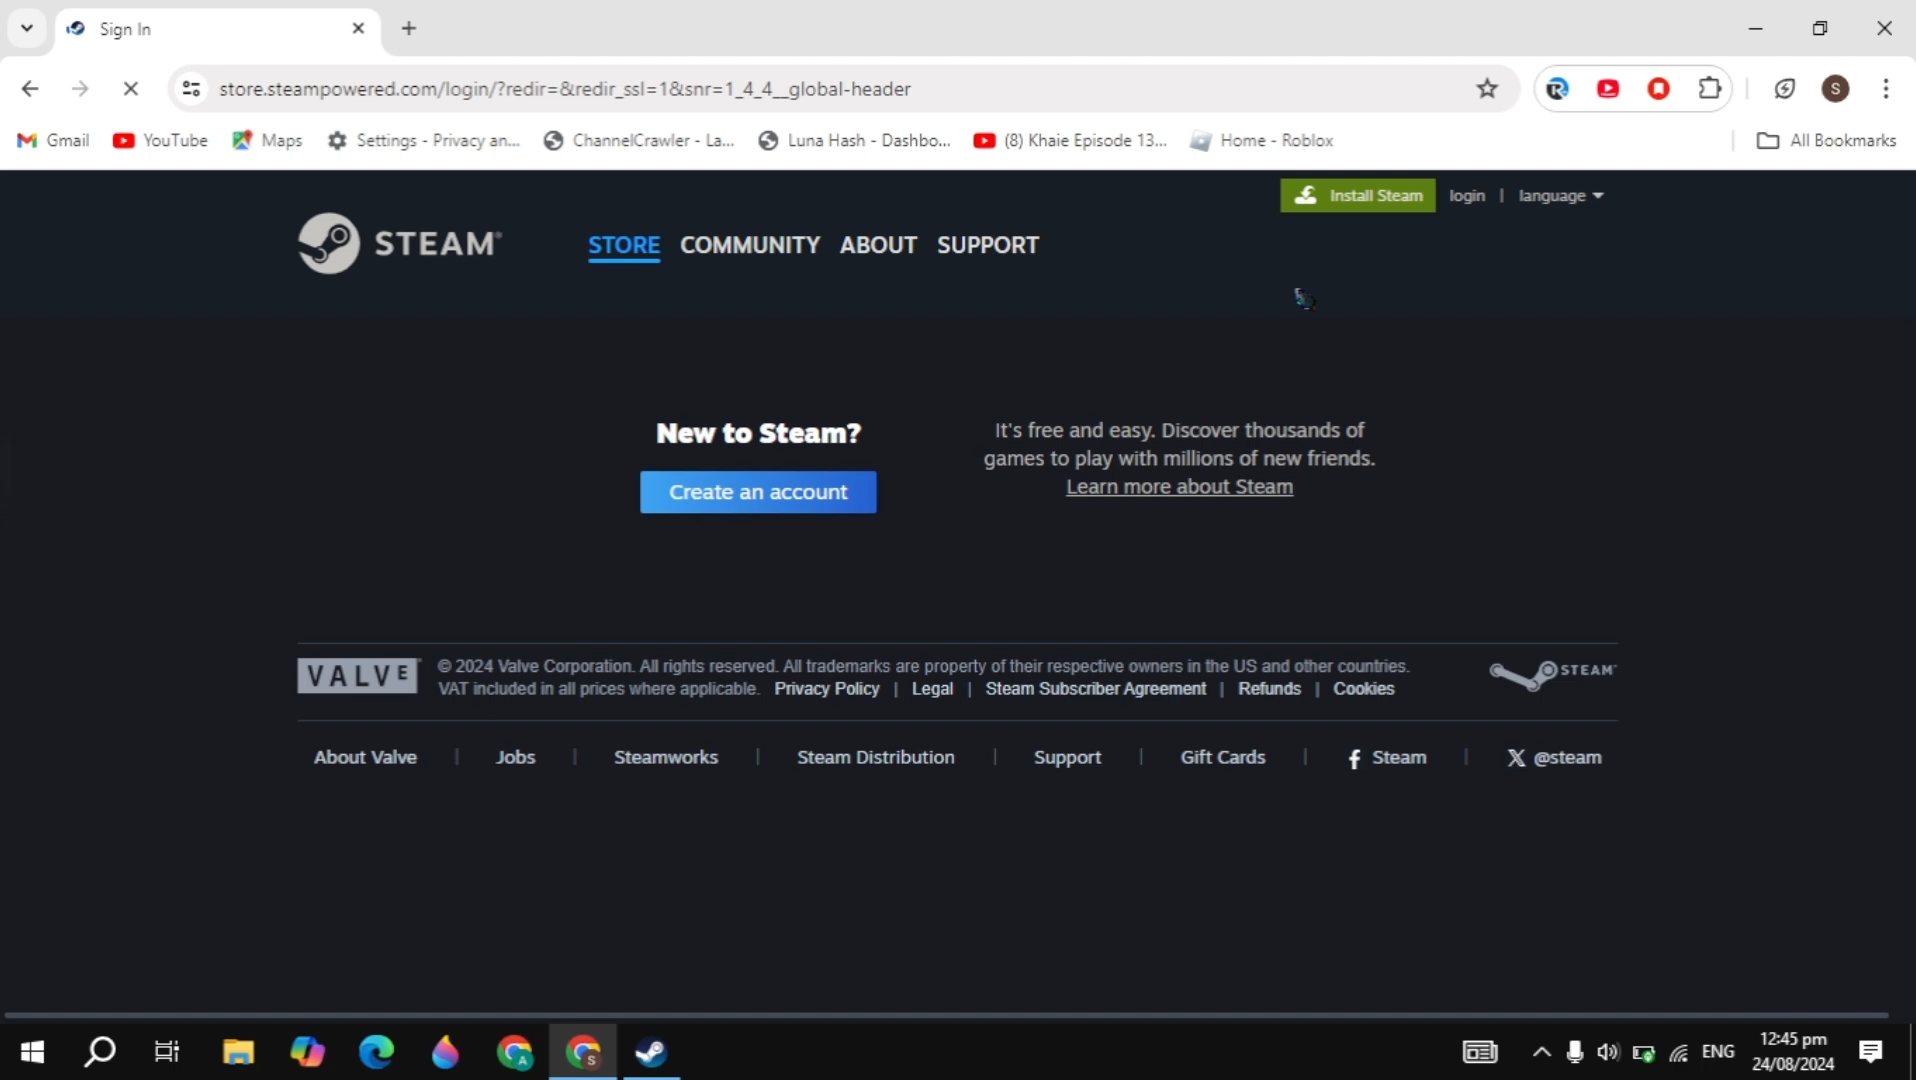 Sign In
store.steampowered.com/login/?redir=&redir_ssl=1&snr=1_4_4__global-header
S
Gmail
YouTube
Maps
Settings - Privacy an...
ChannelCrawler - La...
Luna Hash - Dashbo...
(8) Khaie Episode 13...
Home - Roblox
All Bookmarks
Install Steam
login | language
STEAM®
STORE COMMUNITY ABOUT SUPPORT
New to Steam?
Create an account
It's free and easy. Discover thousands of
games to play with millions of new friends.
Learn more about Steam
VALVE
© 2024 Valve Corporation. All rights reserved. All trademarks are property of their respective owners in the US and other countries.
VAT included in all prices where applicable. Privacy Policy | Legal | Steam Subscriber Agreement | Refunds | Cookies
STEAM
About Valve | Jobs | Steamworks | Steam Distribution | Support | Gift Cards | Steam | @steam
A
S
ENG
12:45 pm
24/08/2024